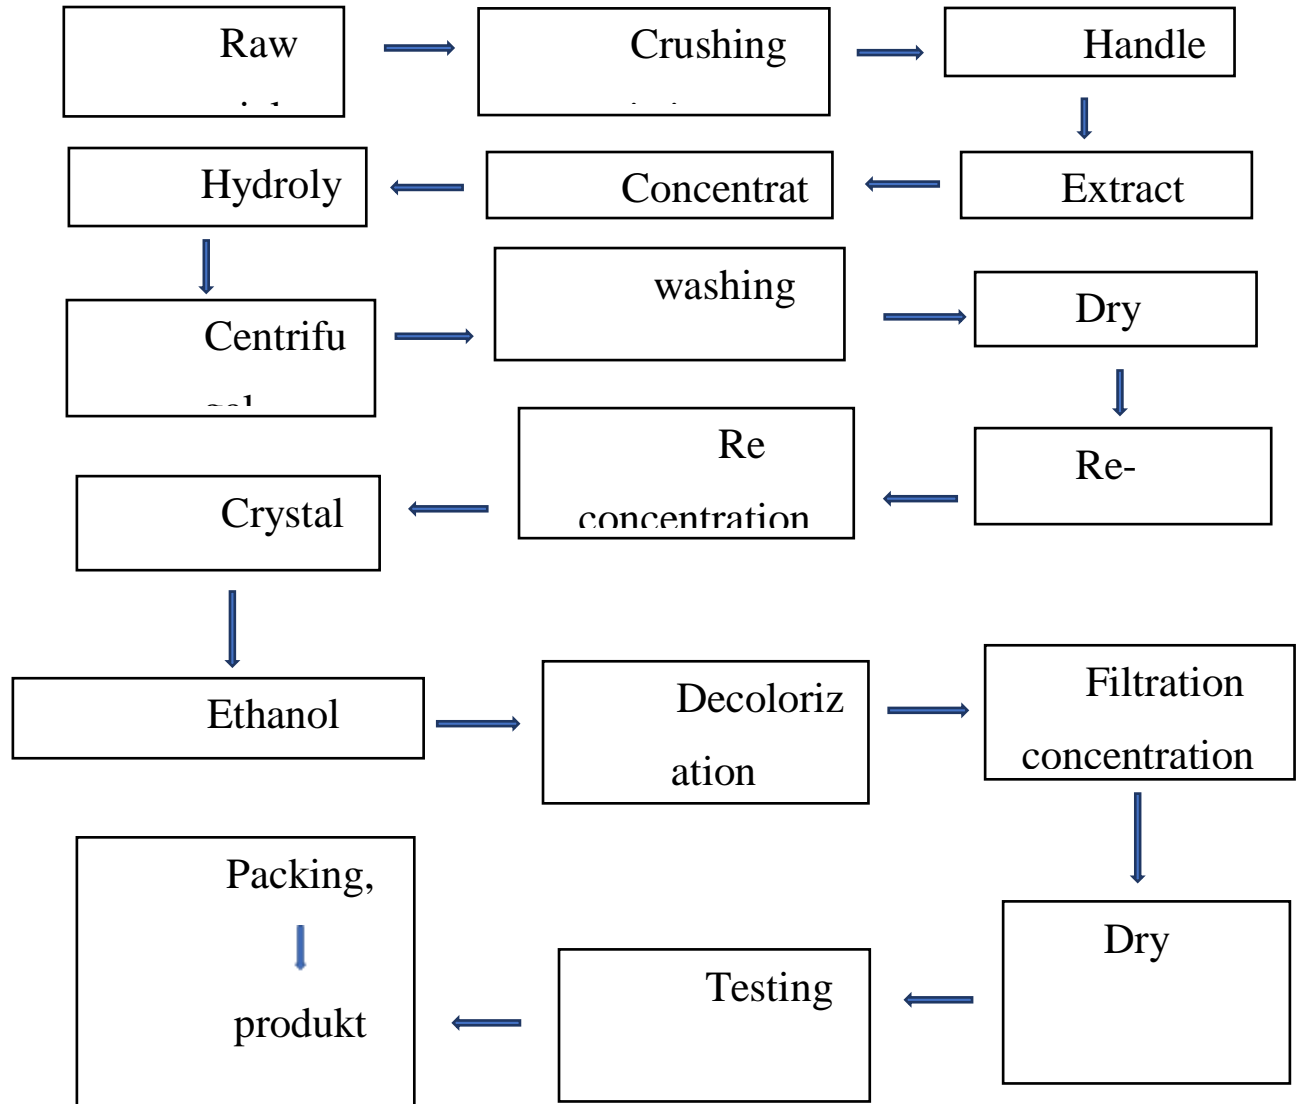 Raw
Crushing
Handle
Extract
Concentrat
Hydroly
Centrifu
washing
Dry
Re-
Re
concentration
Crystal
Ethanol
Decoloriz
ation
Filtration
concentration
Dry
Testing
Packing,
produkt